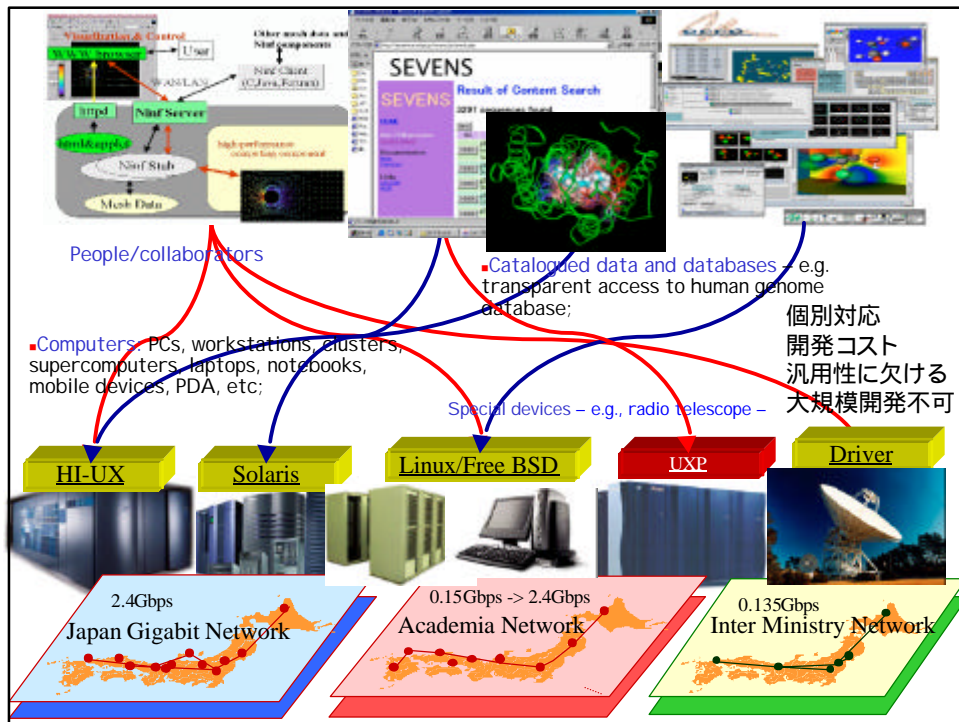 Visualization & Control
WWW browser
User
Other mesh data and
Ninf components
WAN/LAN
Ninf Client
(C,Java,Fortran)
httpd
Ninf Server
html&applet
Ninf Stub
Mesh Data
high performance
SEVENS
SEVENS
Result of Content Search
3291 sequences found.
People/collaborators
Catalogued data and databases – e.g.
transparent access to human genome
database;
Computers: PCs, workstations, clusters,
supercomputers, laptops, notebooks,
mobile devices, PDA, etc;
個別対応
開発コスト
汎用性に欠ける
大規模開発不可
Special devices – e.g., radio telescope –
HI-UX
Solaris
Linux/Free BSD
UXP
Driver
2.4Gbps
Japan Gigabit Network
0.15Gbps -> 2.4Gbps
Academia Network
0.135Gbps
Inter Ministry Network